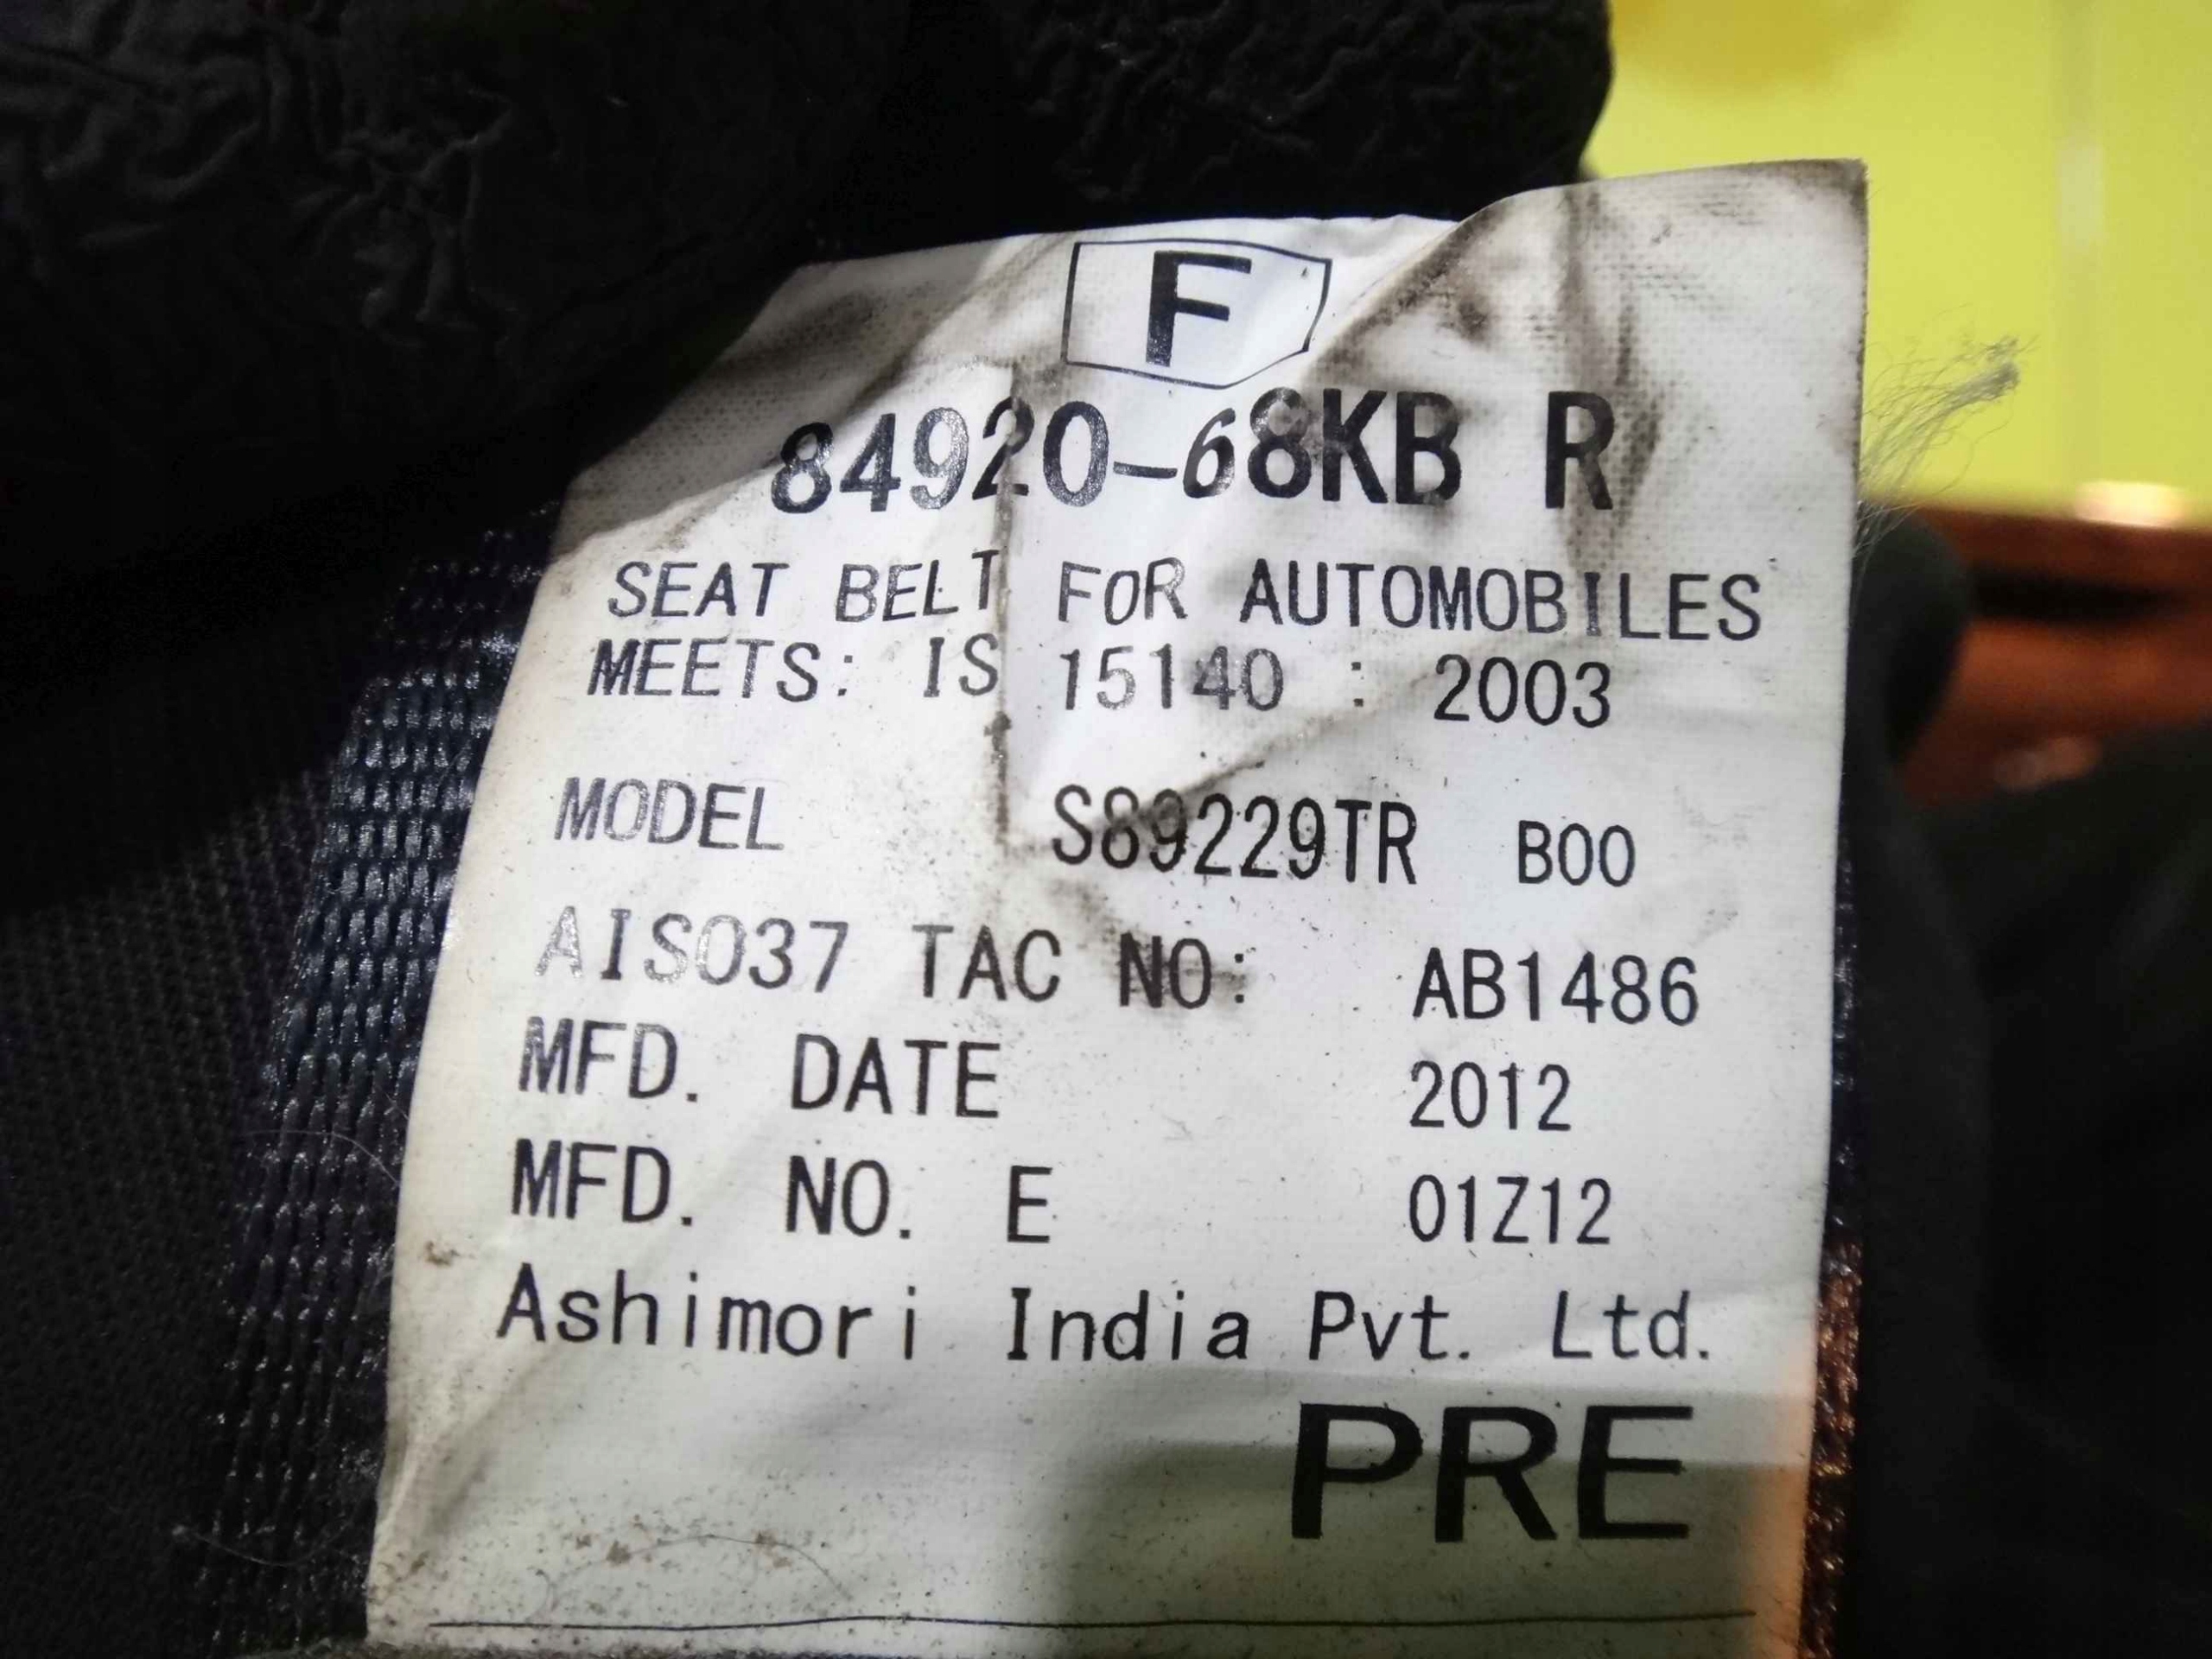 F
84920-68KB R
SEAT BELT FOR AUTOMOBILES
MEETS: IS 15140 : 2003
MODEL S89229TR B00
AIS037 TAC NO: AB1486
MFD. DATE 2012
MFD. NO. E 01Z12
Ashimori India Pvt. Ltd.
PRE